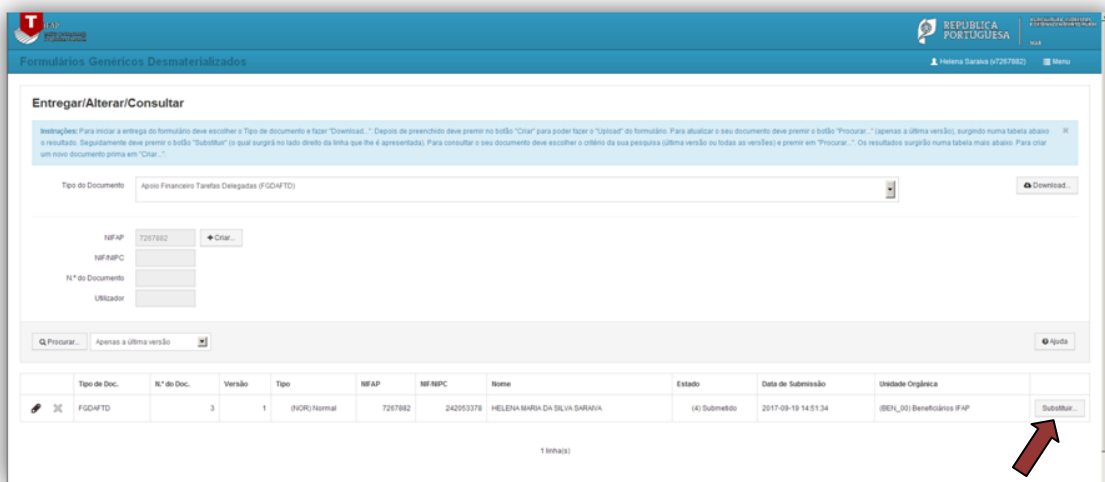 T
IFAP
REPÚBLICA
PORTUGUESA
MAR
Formulários Genéricos Desmaterializados
Helena Saraiva (v7267882)
Menu
Entregar/Alterar/Consultar
Instruções: Para iniciar a entrega do formulário deve escolher o Tipo de documento e fazer "Download...". Depois de preenchido deve premir no botão "Criar" para poder fazer o "Upload" do formulário. Para atualizar o seu documento deve premir o botão "Procurar..." (apenas a última versão), surgindo numa tabela abaixo
o resultado. Seguidamente deve premir o botão "Substituir" (o qual surgirá no lado direito da linha que lhe é apresentada). Para consultar o seu documento deve escolher o critério da sua pesquisa (última versão ou todas as versões) e premir em "Procurar...". Os resultados surgirão numa tabela mais abaixo. Para criar
um novo documento prima em "Criar...".
Tipo do Documento
Apoio Financeiro Tarefas Delegadas (FGDAFTD)
Download...
NIFAP
7267882
+Criar...
NIF/NIPC
N.º do Documento
Utilizador
Procurar...
Apenas a última versão
Ajuda
Tipo de Doc. N.º do Doc. Versão Tipo NIFAP NIF/NIPC Nome Estado Data de Submissão Unidade Orgânica
FGDAFTD 3 1 (NOR) Normal 7267882 242053378 HELENA MARIA DA SILVA SARAIVA (4) Submetido 2017-09-19 14:51:34 (BEN_00) Beneficiários IFAP Substituir...
1 linha(s)